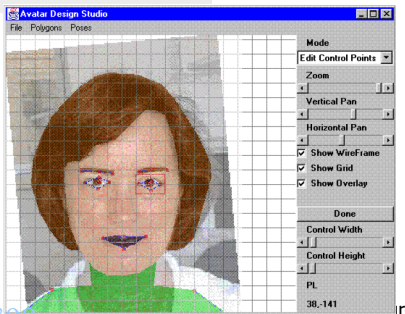 Avatar Design Studio
File Polygons Poses
Mode
Edit Control Points
Zoom
Vertical Pan
Horizontal Pan
Show WireFrame
Show Grid
Show Overlay
Done
Control Width
Control Height
PL
38,-141